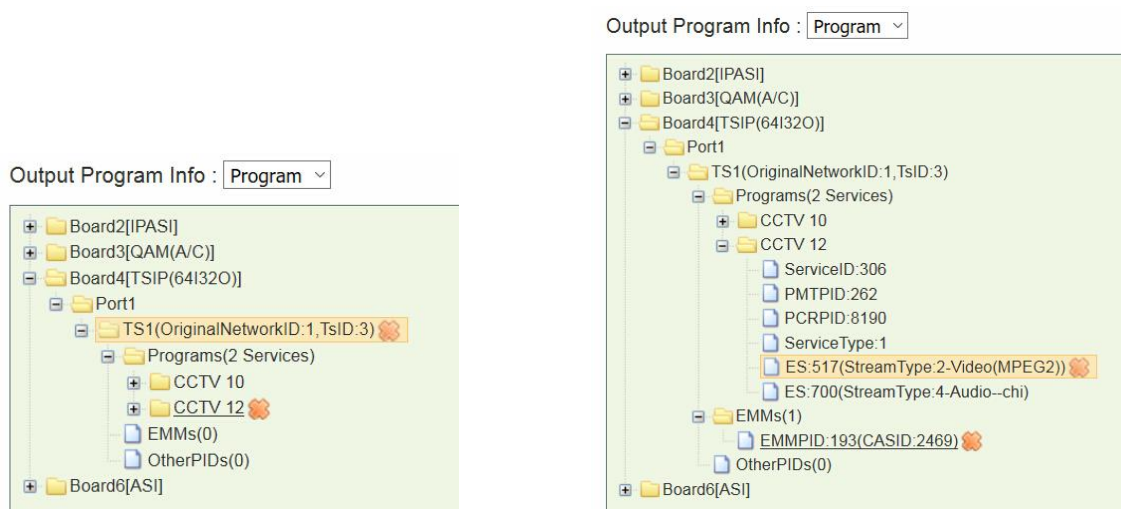 Output Program Info : Program
Board2[IPASI]
Board3[QAM(A/C)]
Board4[TSIP(64I32O)]
Port1
TS1(OriginalNetworkID:1,TsID:3)
Programs(2 Services)
CCTV 10
CCTV 12
EMMs(0)
OtherPIDs(0)
Board6[ASI]
Output Program Info : Program
Board2[IPASI]
Board3[QAM(A/C)]
Board4[TSIP(64I32O)]
Port1
TS1(OriginalNetworkID:1,TsID:3)
Programs(2 Services)
CCTV 10
CCTV 12
ServiceID:306
PMTPID:262
PCRPID:8190
ServiceType:1
ES:517(StreamType:2-Video(MPEG2))
ES:700(StreamType:4-Audio--chi)
EMMs(1)
EMMPID:193(CASID:2469)
OtherPIDs(0)
Board6[ASI]